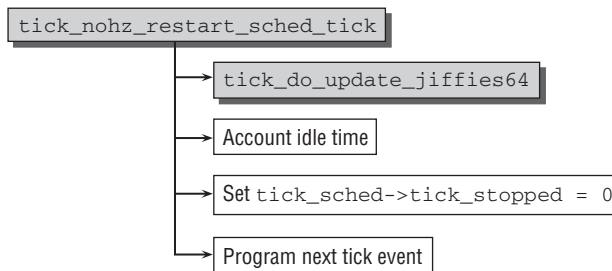 tick_nohz_restart_sched_tick
tick_do_update_jiffies64
Account idle time
Set tick_sched->tick_stopped = 0
Program next tick event